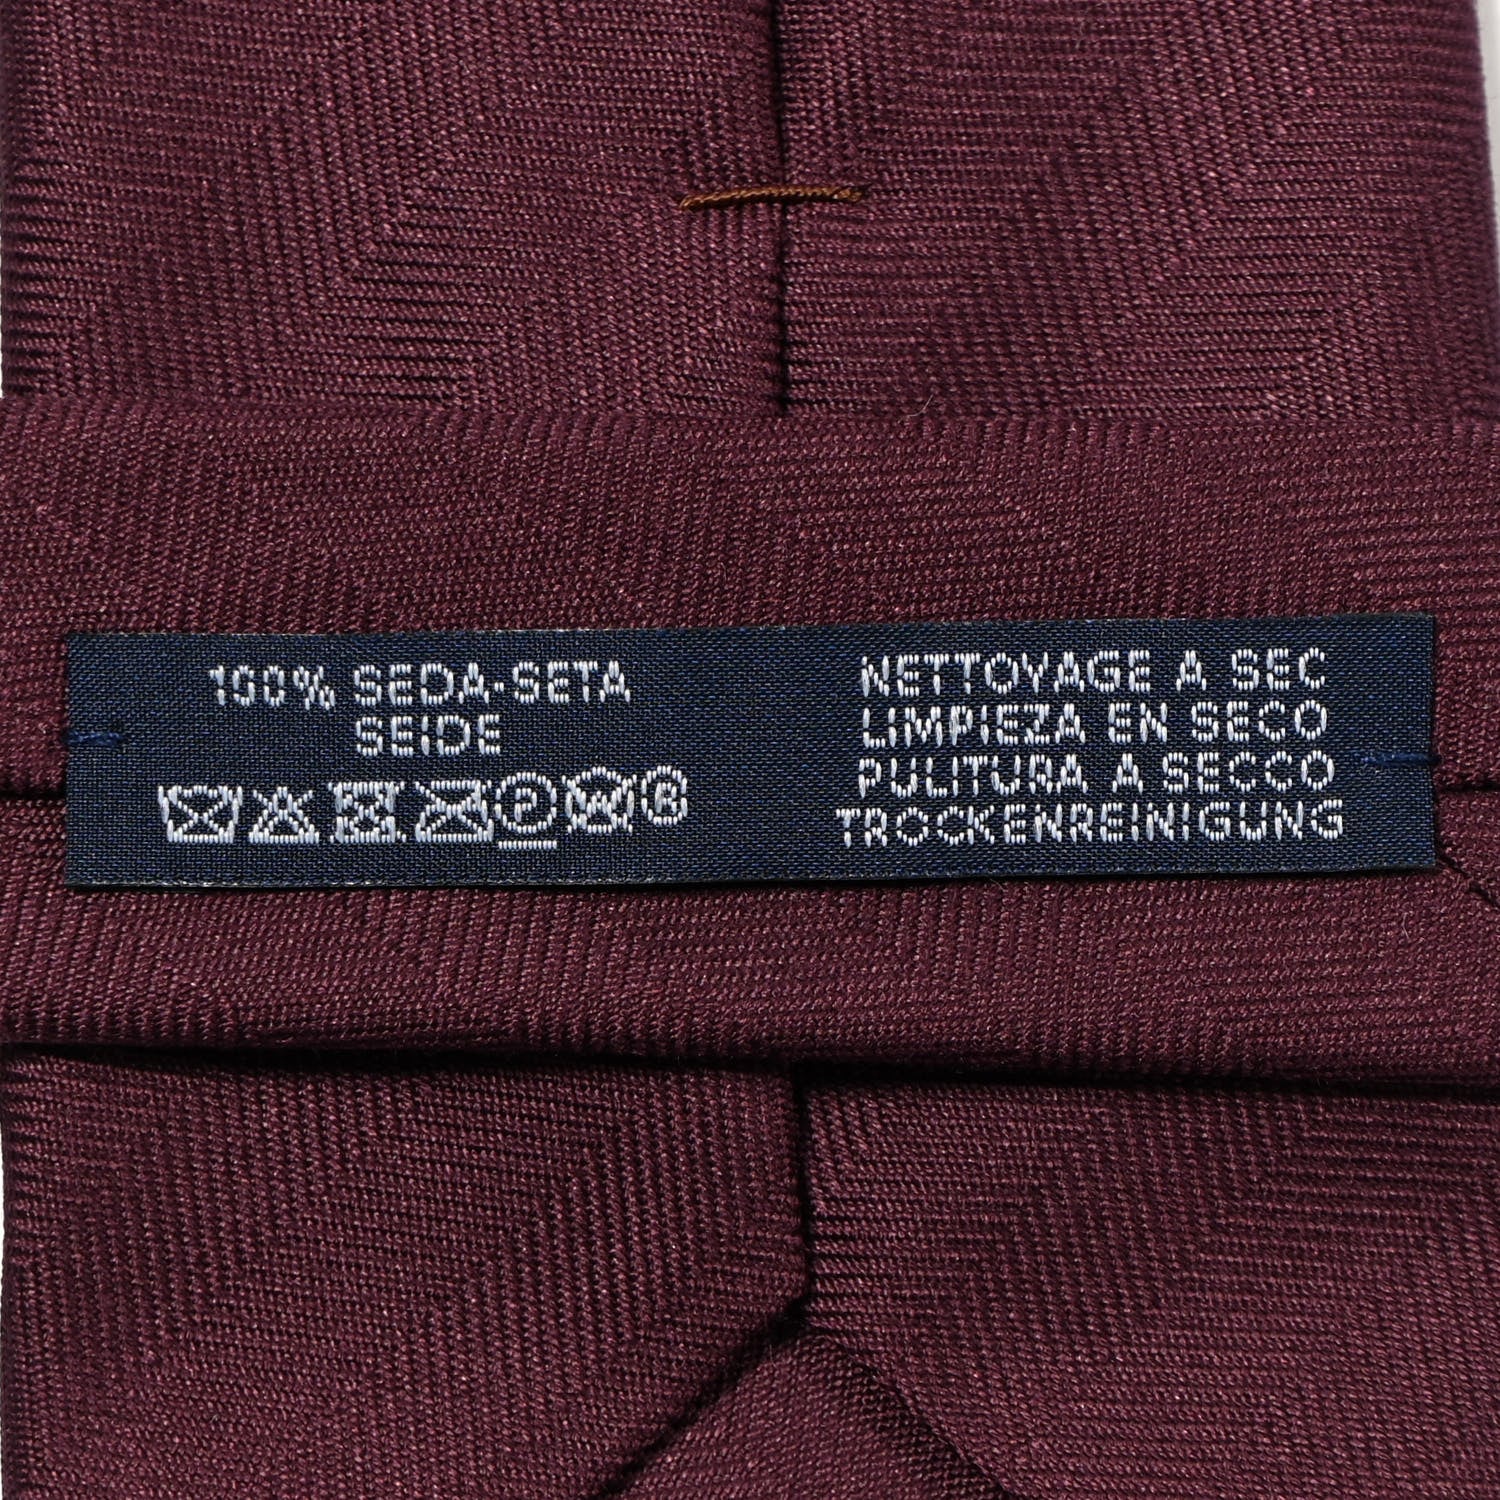 100% SEDA-SETA
SEIDE
P W R
NETTOYAGE A SEC
LIMPIEZA EN SECO
PULITURA A SECCO
TROCKENREINIGUNG